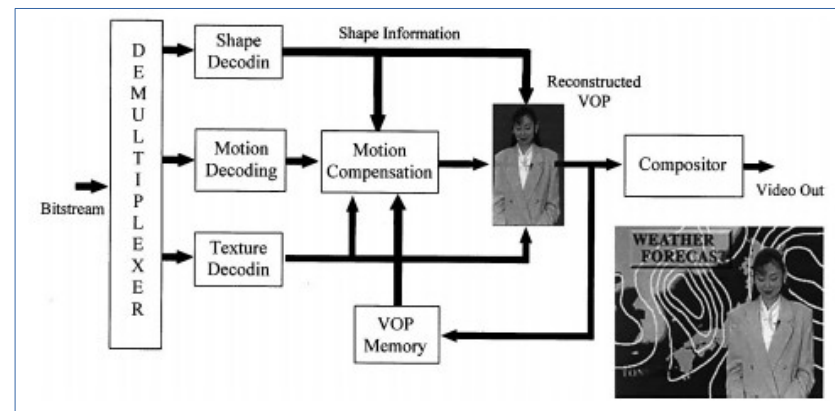 Bitstream
D
E
M
U
L
T
I
P
L
E
X
E
R
Shape
Decodin
Shape Information
Motion
Decoding
Motion
Compensation
Texture
Decodin
VOP
Memory
Reconstructed
VOP
Compositor
Video Out
WEATHER
FORECAST